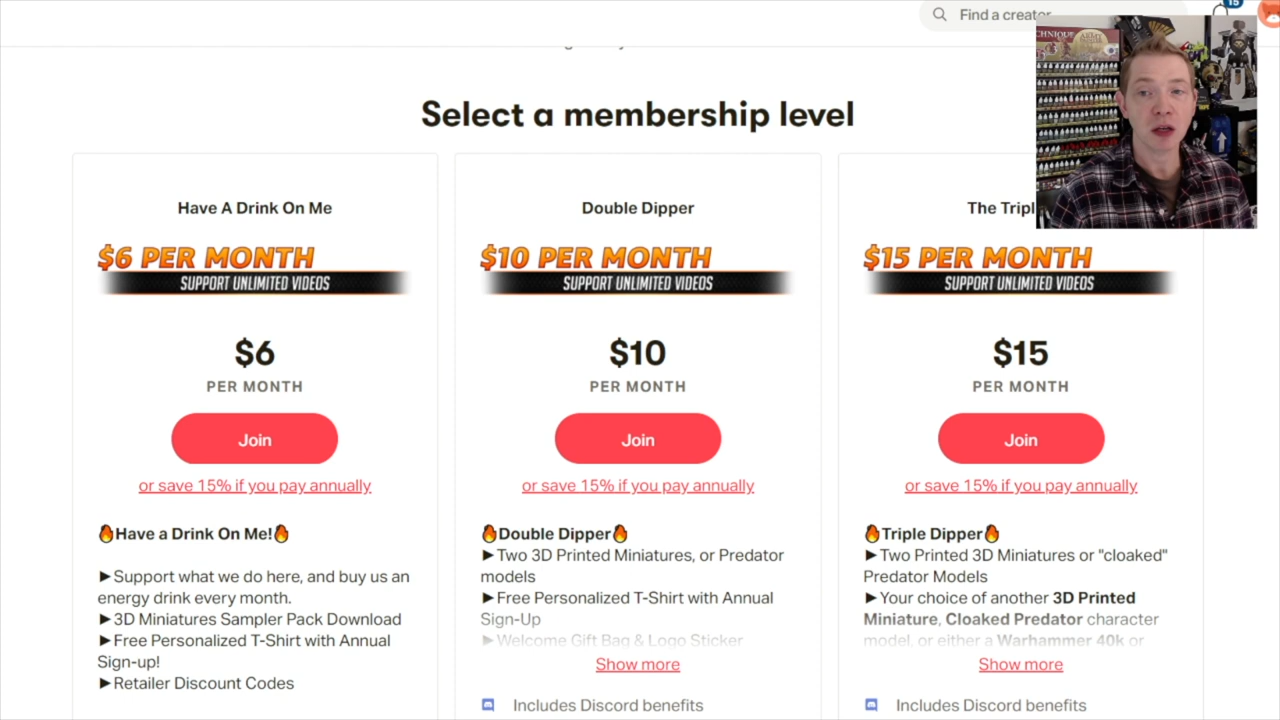 Find a creator
15
Select a membership level
Have A Drink On Me
$6 PER MONTH
SUPPORT UNLIMITED VIDEOS
$6
PER MONTH
Join
or save 15% if you pay annually
🔥Have a Drink On Me!🔥
►Support what we do here, and buy us an
energy drink every month.
►3D Miniatures Sampler Pack Download
►Free Personalized T-Shirt with Annual
Sign-up!
►Retailer Discount Codes
Double Dipper
$10 PER MONTH
SUPPORT UNLIMITED VIDEOS
$10
PER MONTH
Join
or save 15% if you pay annually
🔥Double Dipper🔥
►Two 3D Printed Miniatures, or Predator
models
►Free Personalized T-Shirt with Annual
Sign-Up
►Welcome Gift Bag & Logo Sticker
Show more
Includes Discord benefits
The Tripl
$15 PER MONTH
SUPPORT UNLIMITED VIDEOS
$15
PER MONTH
Join
or save 15% if you pay annually
🔥Triple Dipper🔥
►Two Printed 3D Miniatures or "cloaked"
Predator Models
►Your choice of another 3D Printed
Miniature, Cloaked Predator character
model, or either a Warhammer 40k or
Show more
Includes Discord benefits